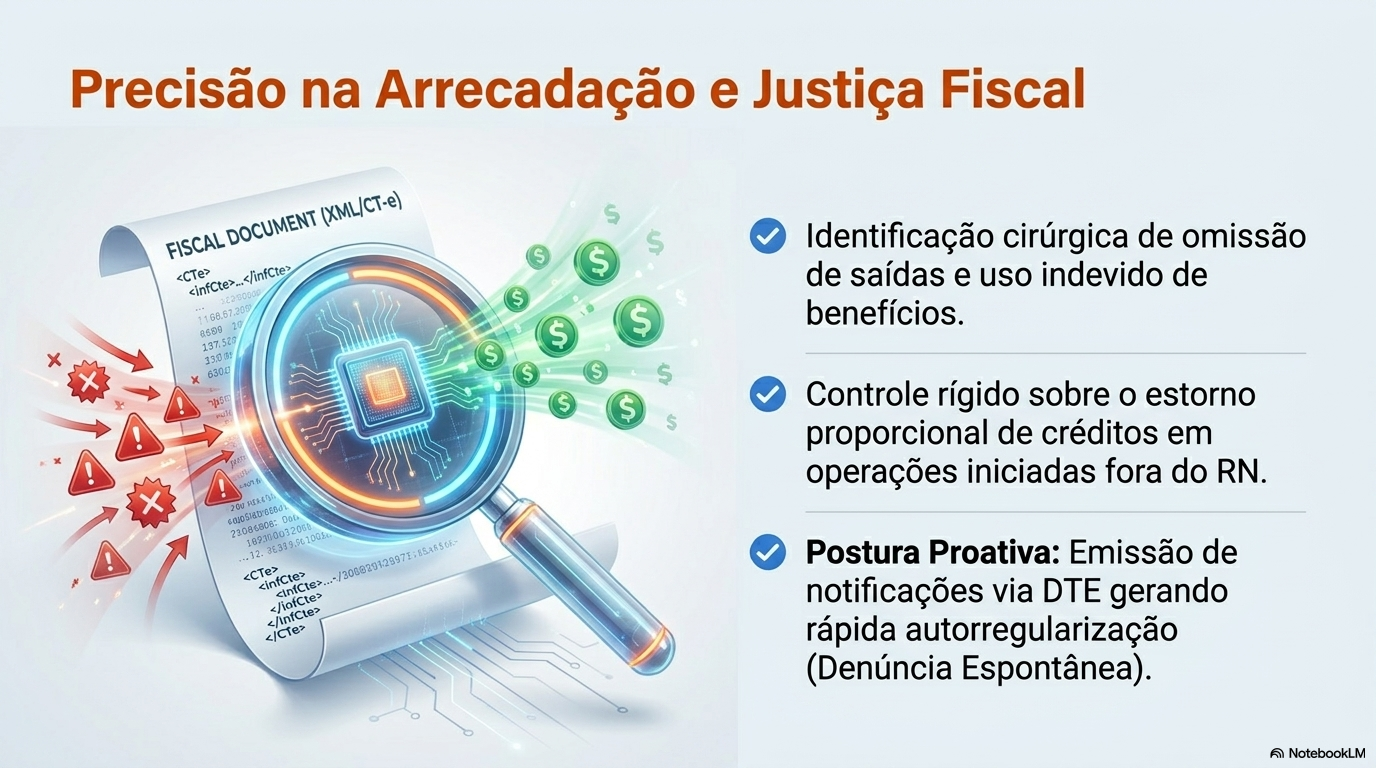 Precisão na Arrecadação e Justiça Fiscal
FISCAL DOCUMENT (XML/CT-e)
<CTe>
<infCte>...</infCte>
...
Identificação cirúrgica de omissão
de saídas e uso indevido de
benefícios.
Controle rígido sobre o estorno
proporcional de créditos em
operações iniciadas fora do RN.
Postura Proativa: Emissão de
notificações via DTE gerando
rápida autorregularização
(Denúncia Espontânea).
<CTe>
<infCte>
<infCte>
</iofCte>
</infCte>
</CTe>
NotebookLM